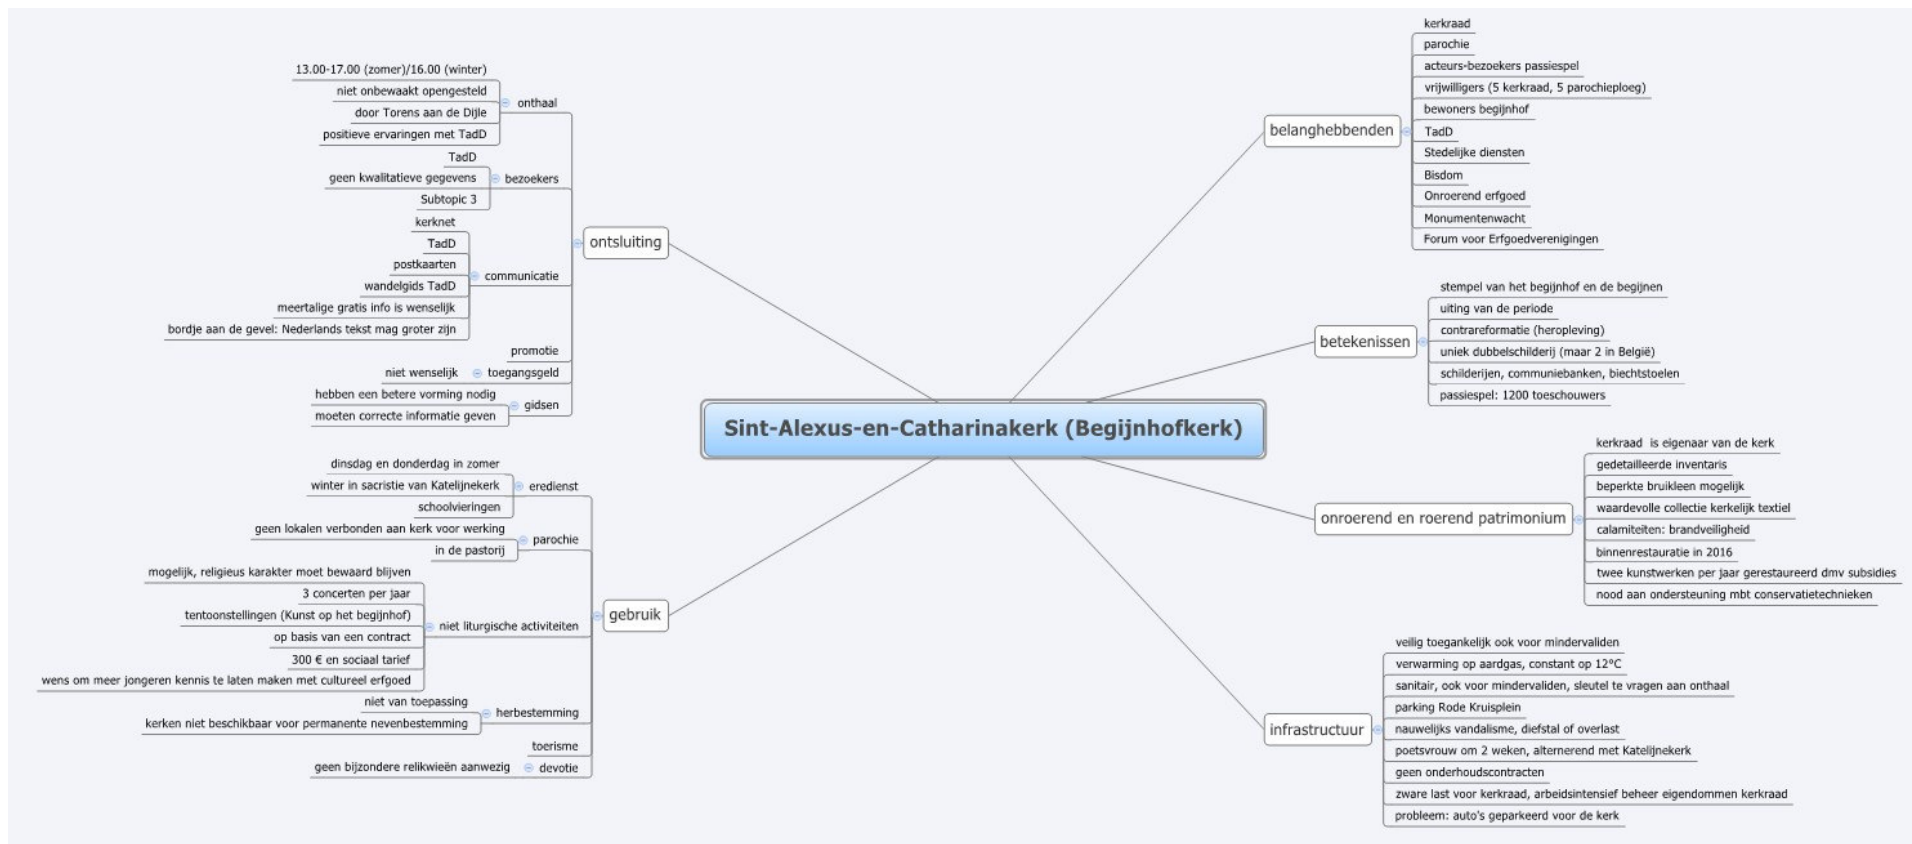 Sint-Alexus-en-Catharinakerk (Begijnhofkerk)
belanghebbenden
kerkraad
parochie
acteurs-bezoekers passiespel
vrijwilligers (5 kerkraad, 5 parochieploeg)
bewoners begijnhof
TadD
Stedelijke diensten
Bisdom
Onroerend erfgoed
Monumentenwacht
Forum voor Erfgoedverenigingen
betekenissen
stempel van het begijnhof en de begijnen
uiting van de periode
contrareformatie (heropleving)
uniek dubbelschilderij (maar 2 in België)
schilderijen, communiebanken, biechtstoelen
passiespel: 1200 toeschouwers
onroerend en roerend patrimonium
kerkraad is eigenaar van de kerk
gedetailleerde inventaris
beperkte bruikleen mogelijk
waardevolle collectie kerkelijk textiel
calamiteiten: brandveiligheid
binnenrestauratie in 2016
twee kunstwerken per jaar gerestaureerd dmv subsidies
nood aan ondersteuning mbt conservatietechnieken
infrastructuur
veilig toegankelijk ook voor mindervaliden
verwarming op aardgas, constant op 12°C
sanitair, ook voor mindervaliden, sleutel te vragen aan onthaal
parking Rode Kruisplein
nauwelijks vandalisme, diefstal of overlast
poetsvrouw om 2 weken, alternerend met Katelijnekerk
geen onderhoudscontracten
zware last voor kerkraad, arbeidsintensief beheer eigendommen kerkraad
probleem: auto's geparkeerd voor de kerk
ontsluiting
onthaal
13.00-17.00 (zomer)/16.00 (winter)
niet onbewaakt opengesteld
door Torens aan de Dijle
positieve ervaringen met TadD
bezoekers
TadD
geen kwalitatieve gegevens
Subtopic 3
communicatie
kerknet
TadD
postkaarten
wandelgids TadD
meertalige gratis info is wenselijk
bordje aan de gevel: Nederlands tekst mag groter zijn
promotie
toegangsgeld
niet wenselijk
gidsen
hebben een betere vorming nodig
moeten correcte informatie geven
gebruik
eredienst
dinsdag en donderdag in zomer
winter in sacristie van Katelijnekerk
schoolvieringen
parochie
geen lokalen verbonden aan kerk voor werking
in de pastorij
niet liturgische activiteiten
mogelijk, religieus karakter moet bewaard blijven
3 concerten per jaar
tentoonstellingen (Kunst op het begijnhof)
op basis van een contract
300 € en sociaal tarief
wens om meer jongeren kennis te laten maken met cultureel erfgoed
herbestemming
niet van toepassing
kerken niet beschikbaar voor permanente nevenbestemming
toerisme
devotie
geen bijzondere relikwieën aanwezig